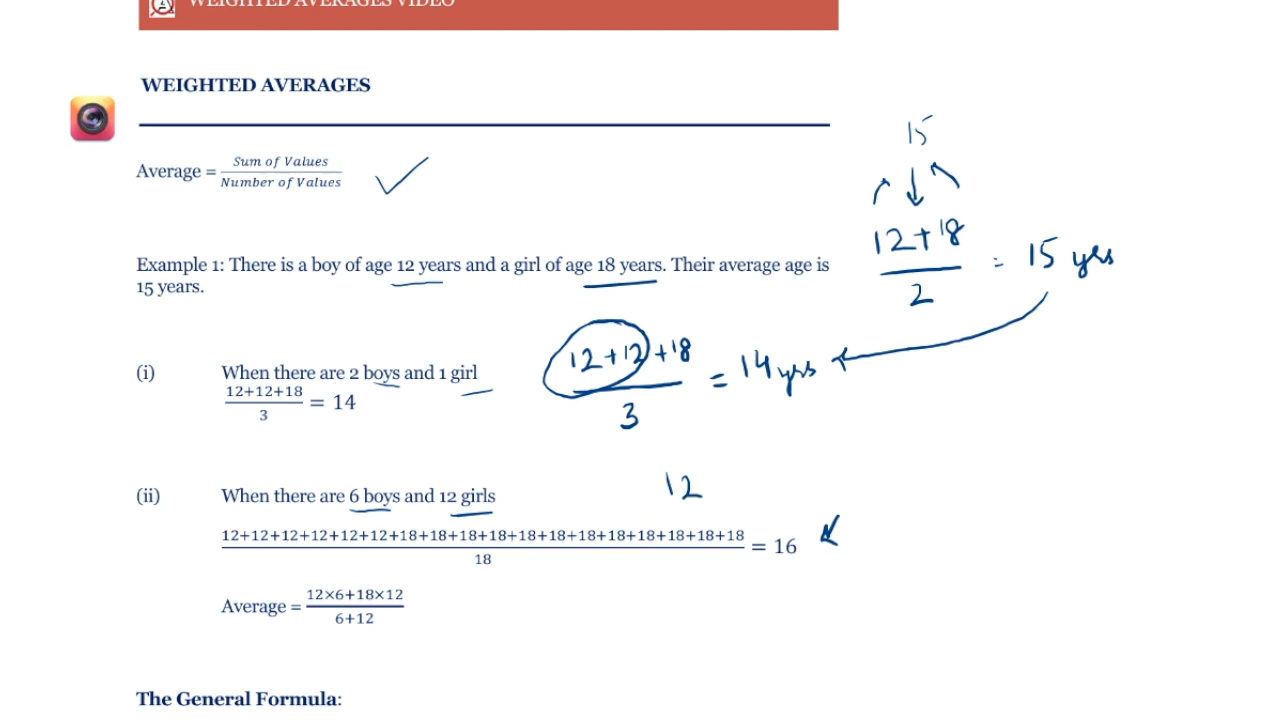 WEIGHTED AVERAGES VIDEO
WEIGHTED AVERAGES
15
Average = Sum of Values / Number of Values
12+18 / 2 = 15 yrs
Example 1: There is a boy of age 12 years and a girl of age 18 years. Their average age is
15 years.
(i) When there are 2 boys and 1 girl
12+12+18 / 3 = 14
12+12+18 / 3 = 14 yrs
(ii) When there are 6 boys and 12 girls
12
12+12+12+12+12+12+18+18+18+18+18+18+18+18+18+18+18+18 / 18 = 16
Average = 12×6+18×12 / 6+12
The General Formula: